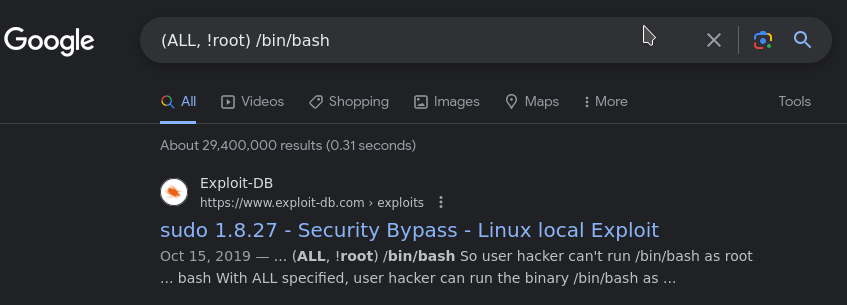 Google
(ALL, !root) /bin/bash
All Videos Shopping Images Maps More Tools
About 29,400,000 results (0.31 seconds)
Exploit-DB
https://www.exploit-db.com › exploits
sudo 1.8.27 - Security Bypass - Linux local Exploit
Oct 15, 2019 — ... (ALL, !root) /bin/bash So user hacker can't run /bin/bash as root
... bash With ALL specified, user hacker can run the binary /bin/bash as ...